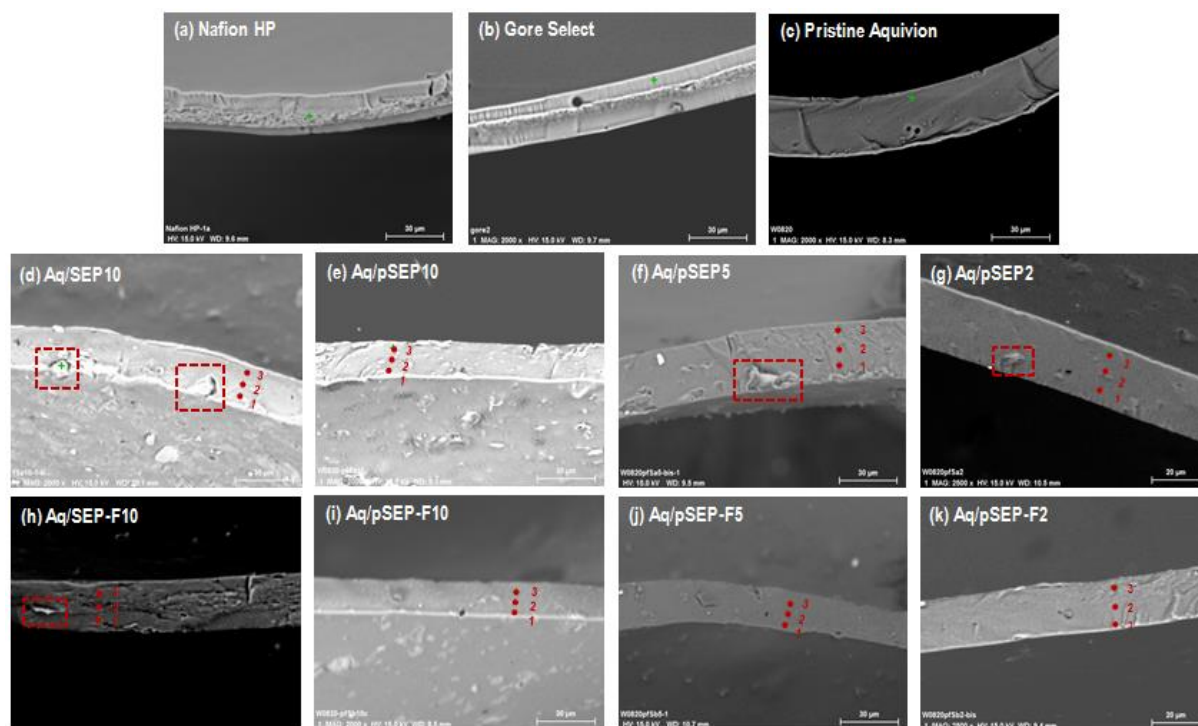 (a) Nafion HP
Nafion HP-1a
HV: 15.0 kV WD: 9.6 mm
30 µm
(b) Gore Select
gore2
1 MAG: 2000 x HV: 15.0 kV WD: 9.7 mm
30 µm
(c) Pristine Aquivion
W0820
1 MAG: 2000 x HV: 15.0 kV WD: 8.3 mm
30 µm
(d) Aq/SEP10
3
2
1
30 µm
(e) Aq/pSEP10
3
2
1
30 µm
(f) Aq/pSEP5
3
2
1
W0820pfSa5-bis-1
HV: 15.0 kV WD: 9.5 mm
30 µm
(g) Aq/pSEP2
3
2
1
W0820pfSa2
1 MAG: 2500 x HV: 15.0 kV WD: 10.5 mm
20 µm
(h) Aq/SEP-F10
30 µm
(i) Aq/pSEP-F10
3
2
1
30 µm
(j) Aq/pSEP-F5
3
2
1
W0820pfSb5-1
HV: 15.0 kV WD: 10.7 mm
30 µm
(k) Aq/pSEP-F2
3
2
1
W0820pfSb2-bis
20 µm